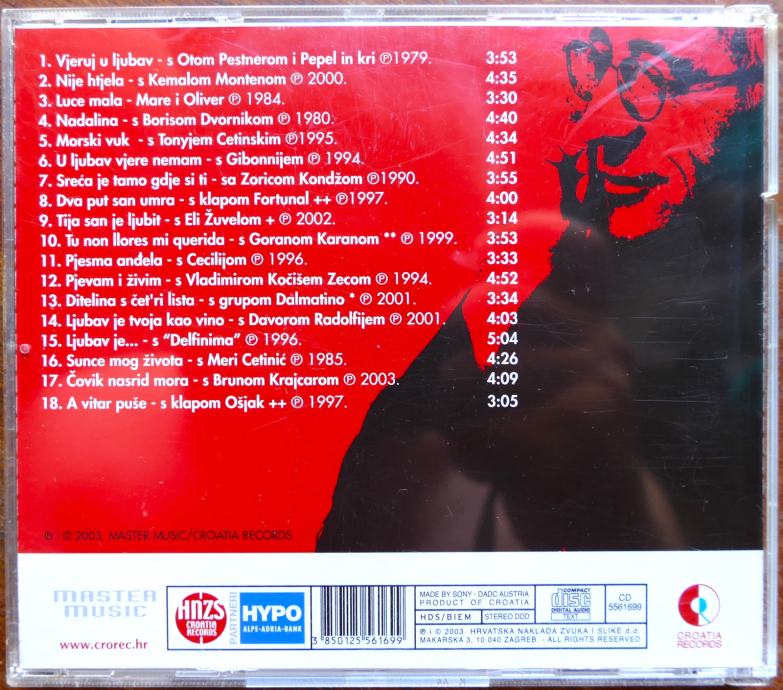 1. Vjeruj u ljubav - s Otom Pestnerom i Pepel in kri ℗1979. 3:53
2. Nije htjela - s Kemalom Montenom ℗ 2000. 4:35
3. Luce mala - Mare i Oliver ℗ 1984. 3:30
4. Nadalina - s Borisom Dvornikom ℗ 1980. 4:40
5. Morski vuk - s Tonyjem Cetinskim ℗1995. 4:34
6. U ljubav vjere nemam - s Gibonnijem ℗ 1994. 4:51
7. Sreća je tamo gdje si ti - sa Zoricom Kondžom ℗1990. 3:55
8. Dva put san umra - s klapom Fortunal ++ ℗1997. 4:00
9. Tija san je ljubit - s Eli Žuvelom + ℗ 2002. 3:14
10. Tu non llores mi querida - s Goranom Karanom ** ℗ 1999. 3:53
11. Pjesma anđela - s Cecilijom ℗ 1996. 3:33
12. Pjevam i živim - s Vladimirom Kočišem Zecom ℗ 1994. 4:52
13. Ditelina s čet'ri lista - s grupom Dalmatino * ℗ 2001. 3:34
14. Ljubav je tvoja kao vino - s Davorom Radolfijem ℗ 2001. 4:03
15. Ljubav je... - s "Delfinima" ℗ 1996. 5:04
16. Sunce mog života - s Meri Cetinić ℗ 1985. 4:26
17. Čovik nasrid mora - s Brunom Krajcarom ℗ 2003. 4:09
18. A vitar puše - s klapom Ošjak ++ ℗ 1997. 3:05
℗ i © 2003. MASTER MUSIC/CROATIA RECORDS
MASTER
MUSIC
www.crorec.hr
HNZS
CROATIA
RECORDS
PARTNERI
HYPO
ALPE-ADRIA-BANK
3 850125 561699
MADE BY SONY - DADC AUSTRIA
PRODUCT OF CROATIA
HDS/BIEM STEREO DDD
COMPACT
disc
DIGITAL AUDIO
TEXT
CD
5561699
℗ i © 2003. HRVATSKA NAKLADA ZVUKA I SLIKE d.d.
MAKARSKA 3, 10 040 ZAGREB - ALL RIGHTS RESERVED
CROATIA
RECORDS